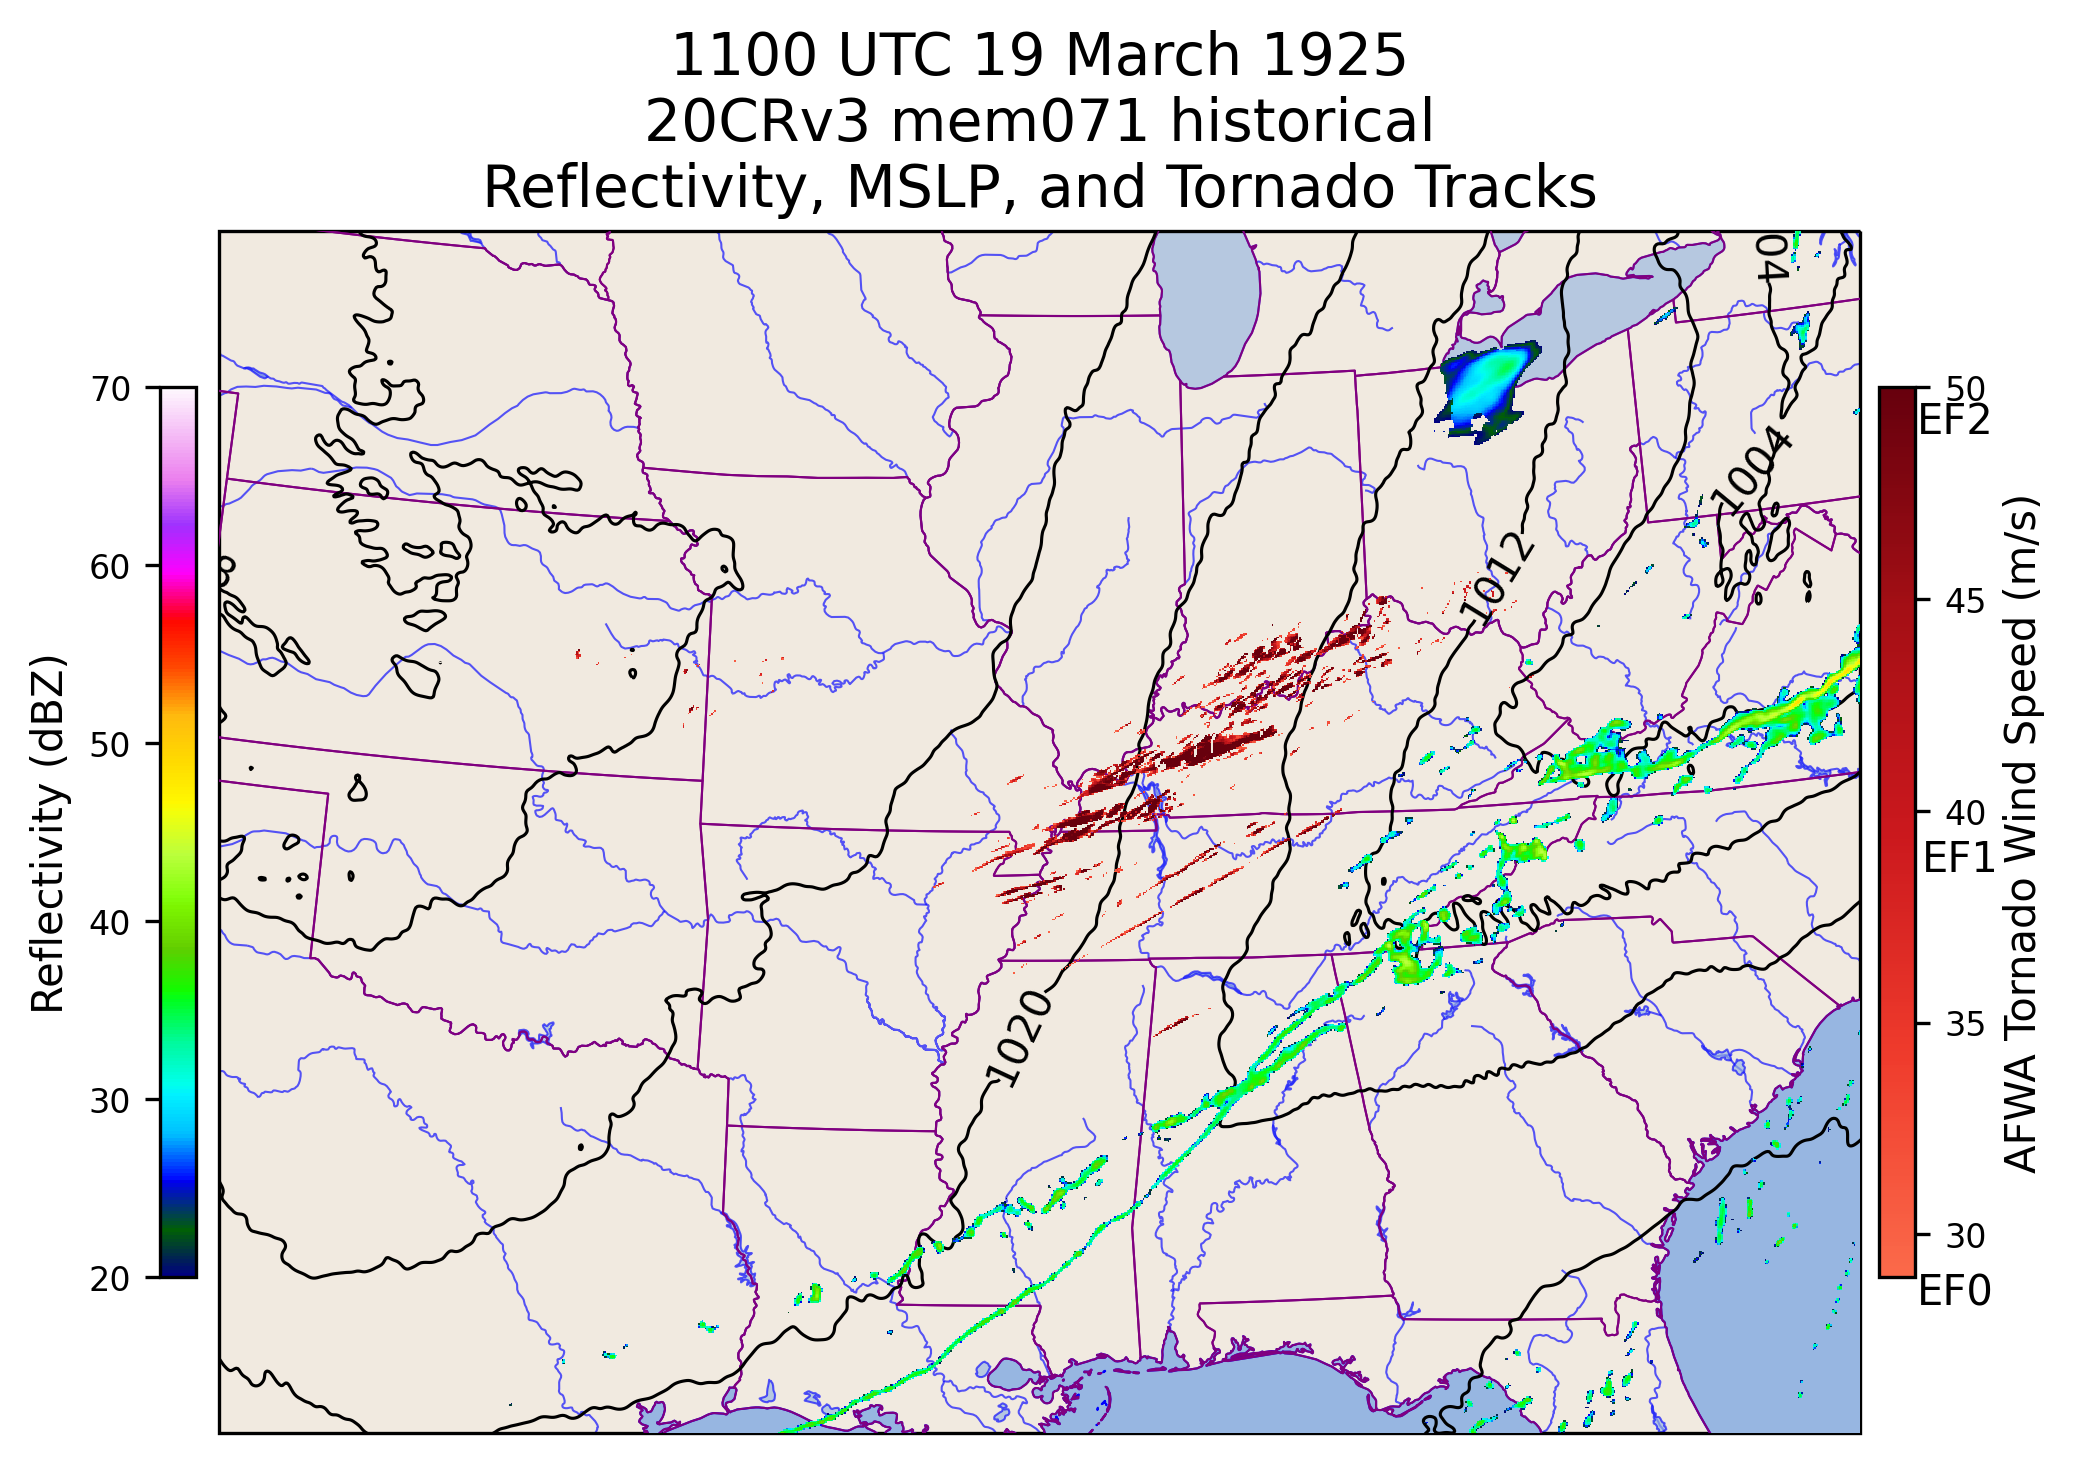 1100 UTC 19 March 1925
20CRv3 mem071 historical
Reflectivity, MSLP, and Tornado Tracks
Reflectivity (dBZ)
70
60
50
40
30
20
04
1004
1012
1020
50
EF2
45
40
EF1
35
30
EF0
AFWA Tornado Wind Speed (m/s)